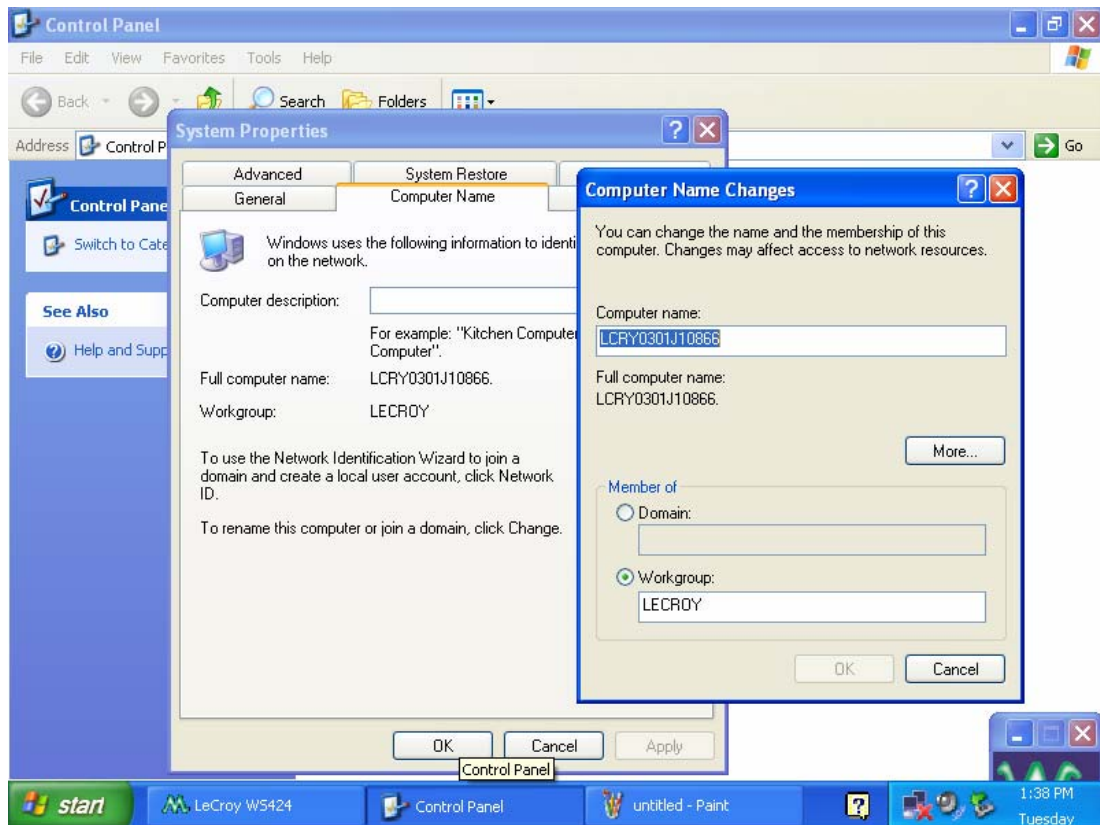 Control Panel
File Edit View Favorites Tools Help
Back Search Folders
Address Control P Go
Control Pane
Switch to Cate
See Also
Help and Supp
System Properties
Advanced System Restore
General Computer Name
Windows uses the following information to identi
on the network.
Computer description:
For example: "Kitchen Computer
Computer".
Full computer name: LCRY0301J10866.
Workgroup: LECROY
To use the Network Identification Wizard to join a
domain and create a local user account, click Network
ID.
To rename this computer or join a domain, click Change.
OK Cancel Apply
Control Panel
Computer Name Changes
You can change the name and the membership of this
computer. Changes may affect access to network resources.
Computer name:
LCRY0301J10866
Full computer name:
LCRY0301J10866.
More...
Member of
Domain:
Workgroup:
LECROY
OK Cancel
start LeCroy WS424 Control Panel untitled - Paint 1:38 PM
Tuesday